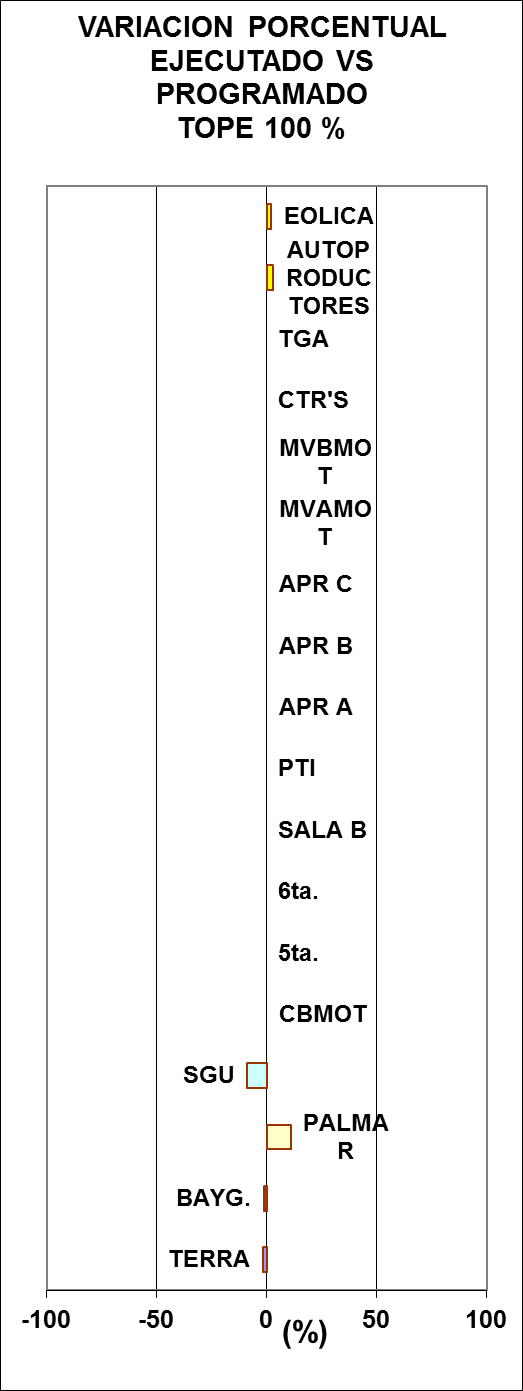 VARIACION PORCENTUAL
EJECUTADO VS
PROGRAMADO
TOPE 100 %
EOLICA
AUTOP
RODUC
TORES
TGA
CTR'S
MVBMO
T
MVAMO
T
APR C
APR B
APR A
PTI
SALA B
6ta.
5ta.
CBMOT
SGU
PALMA
R
BAYG.
TERRA
-100 -50 0 50 100
(%)